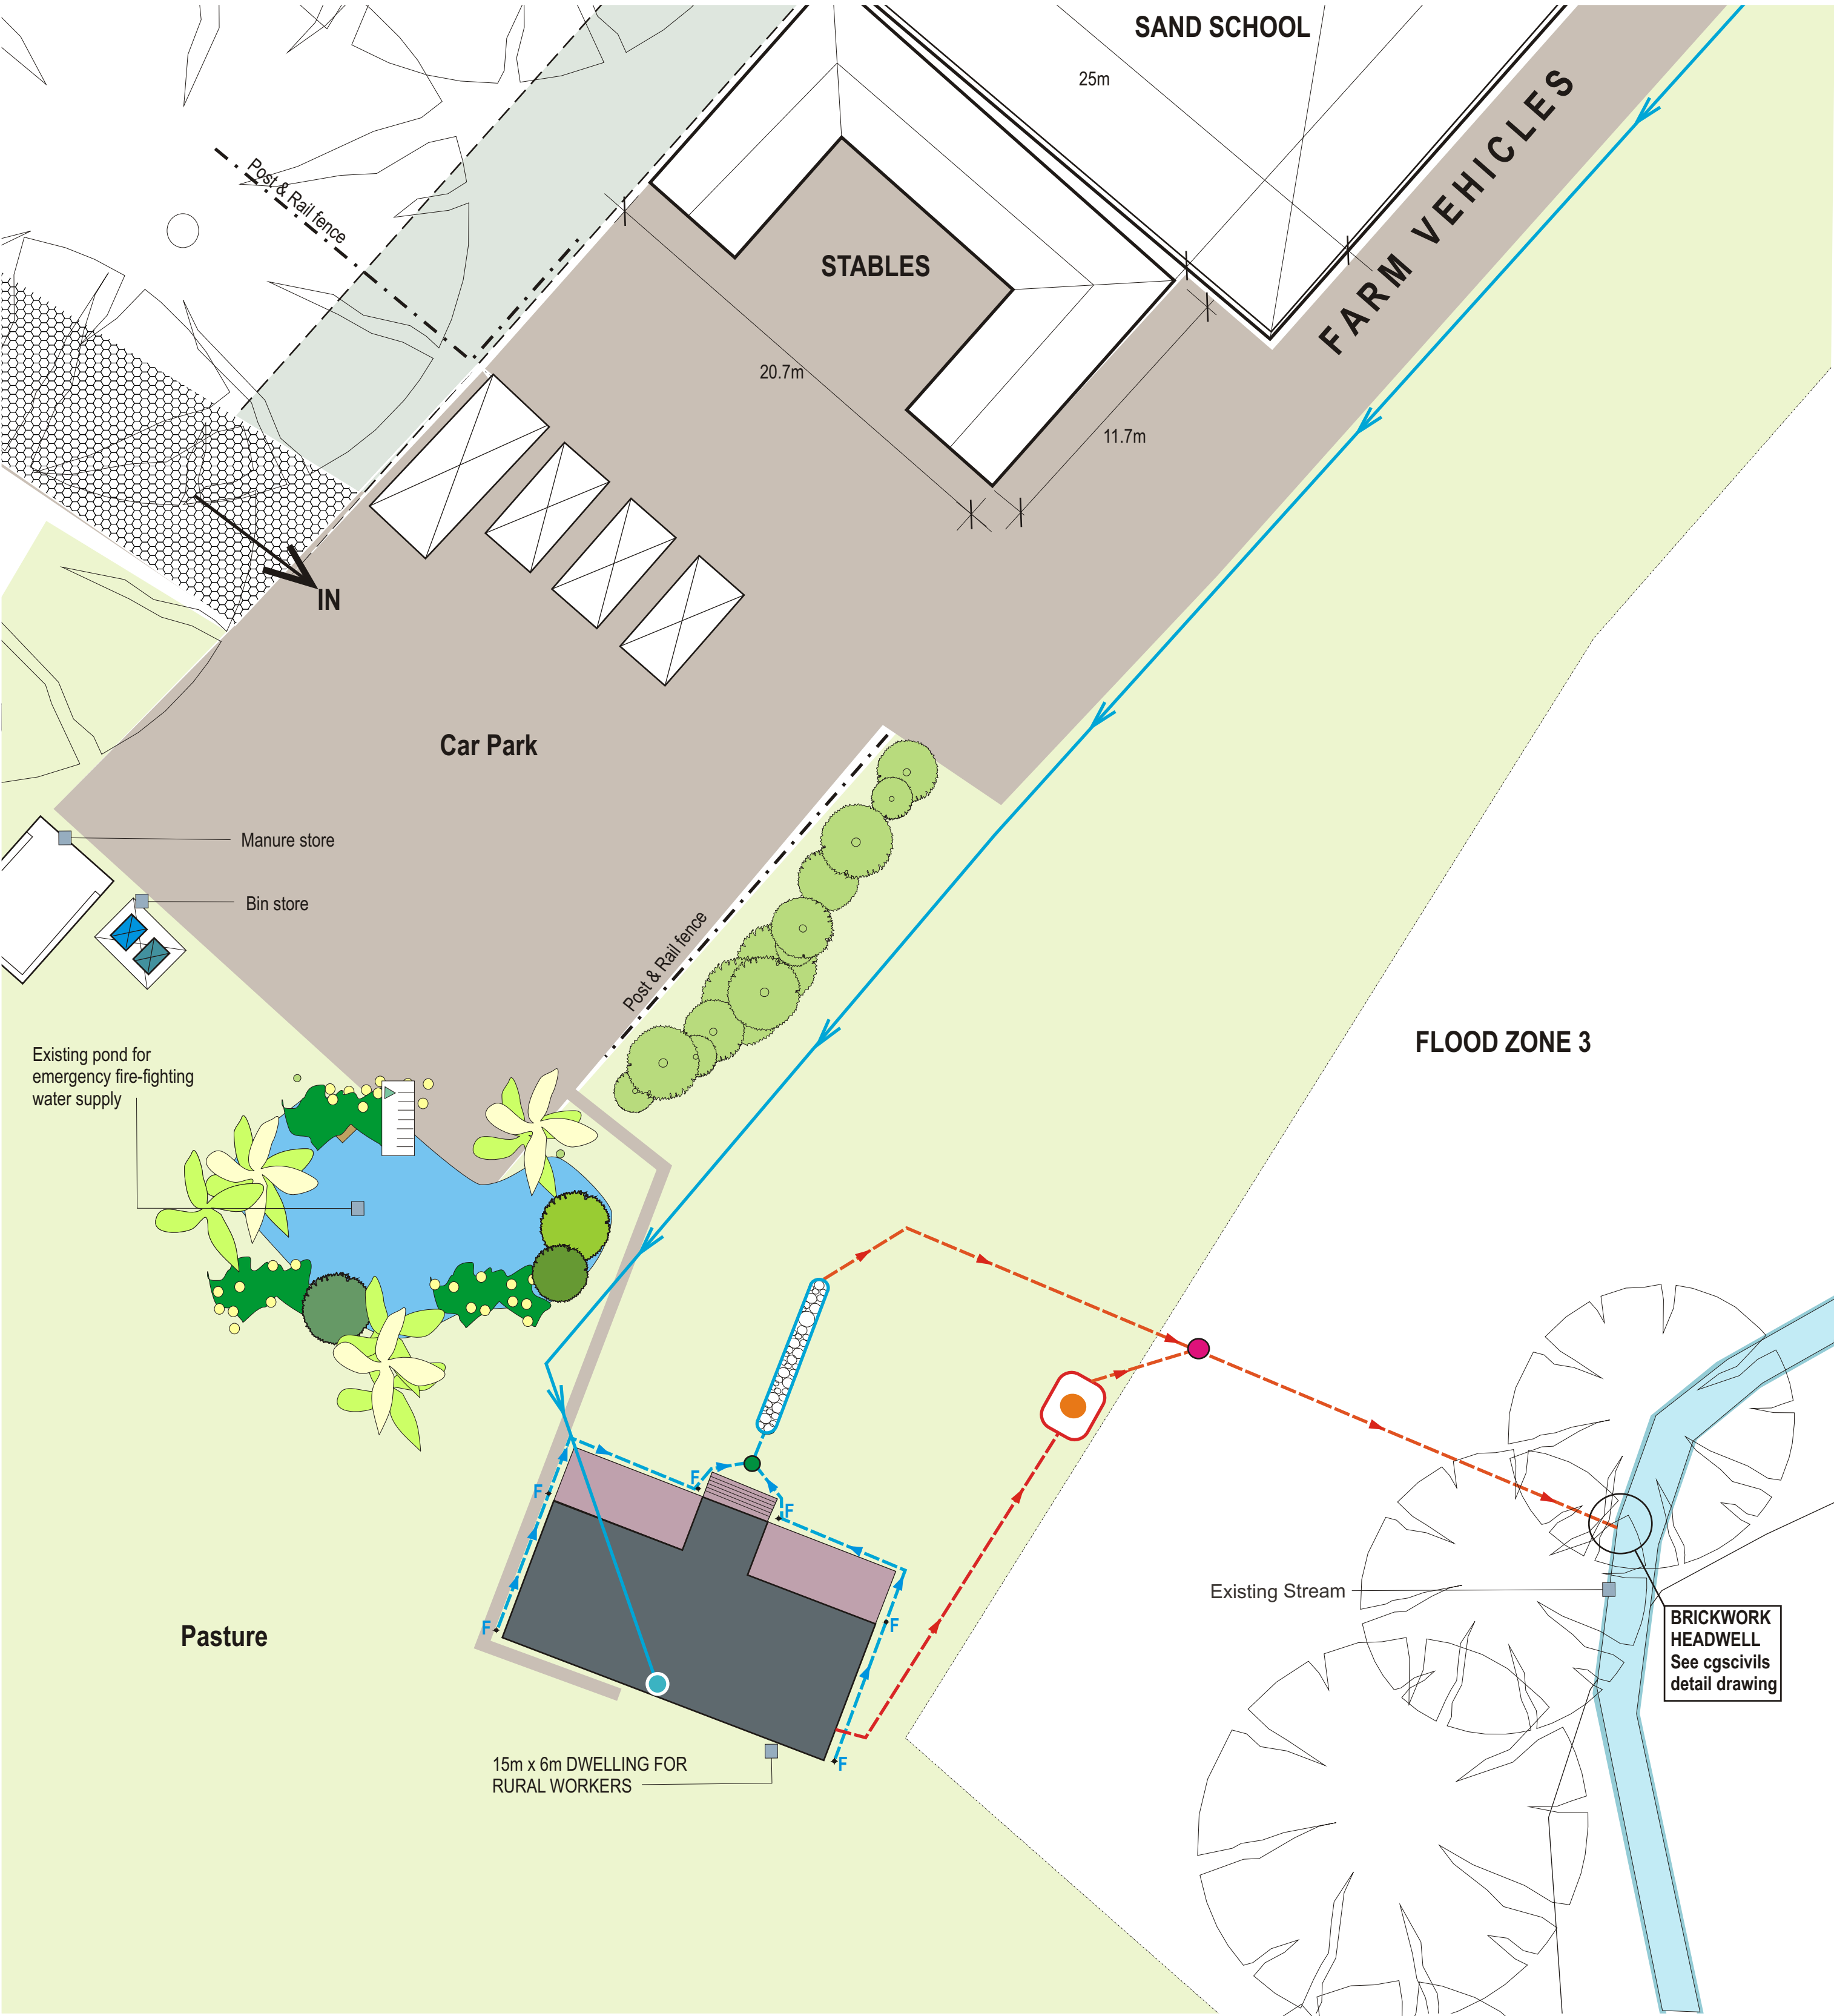 SAND SCHOOL
25m
FARM VEHICLES
Post & Rail fence
STABLES
20.7m
11.7m
IN
Car Park
Manure store
Bin store
Post & Rail fence
Existing pond for
emergency fire-fighting
water supply
FLOOD ZONE 3
F
F
F
F
F
F
Existing Stream
BRICKWORK
HEADWELL
See cgscivils
detail drawing
Pasture
15m x 6m DWELLING FOR
RURAL WORKERS